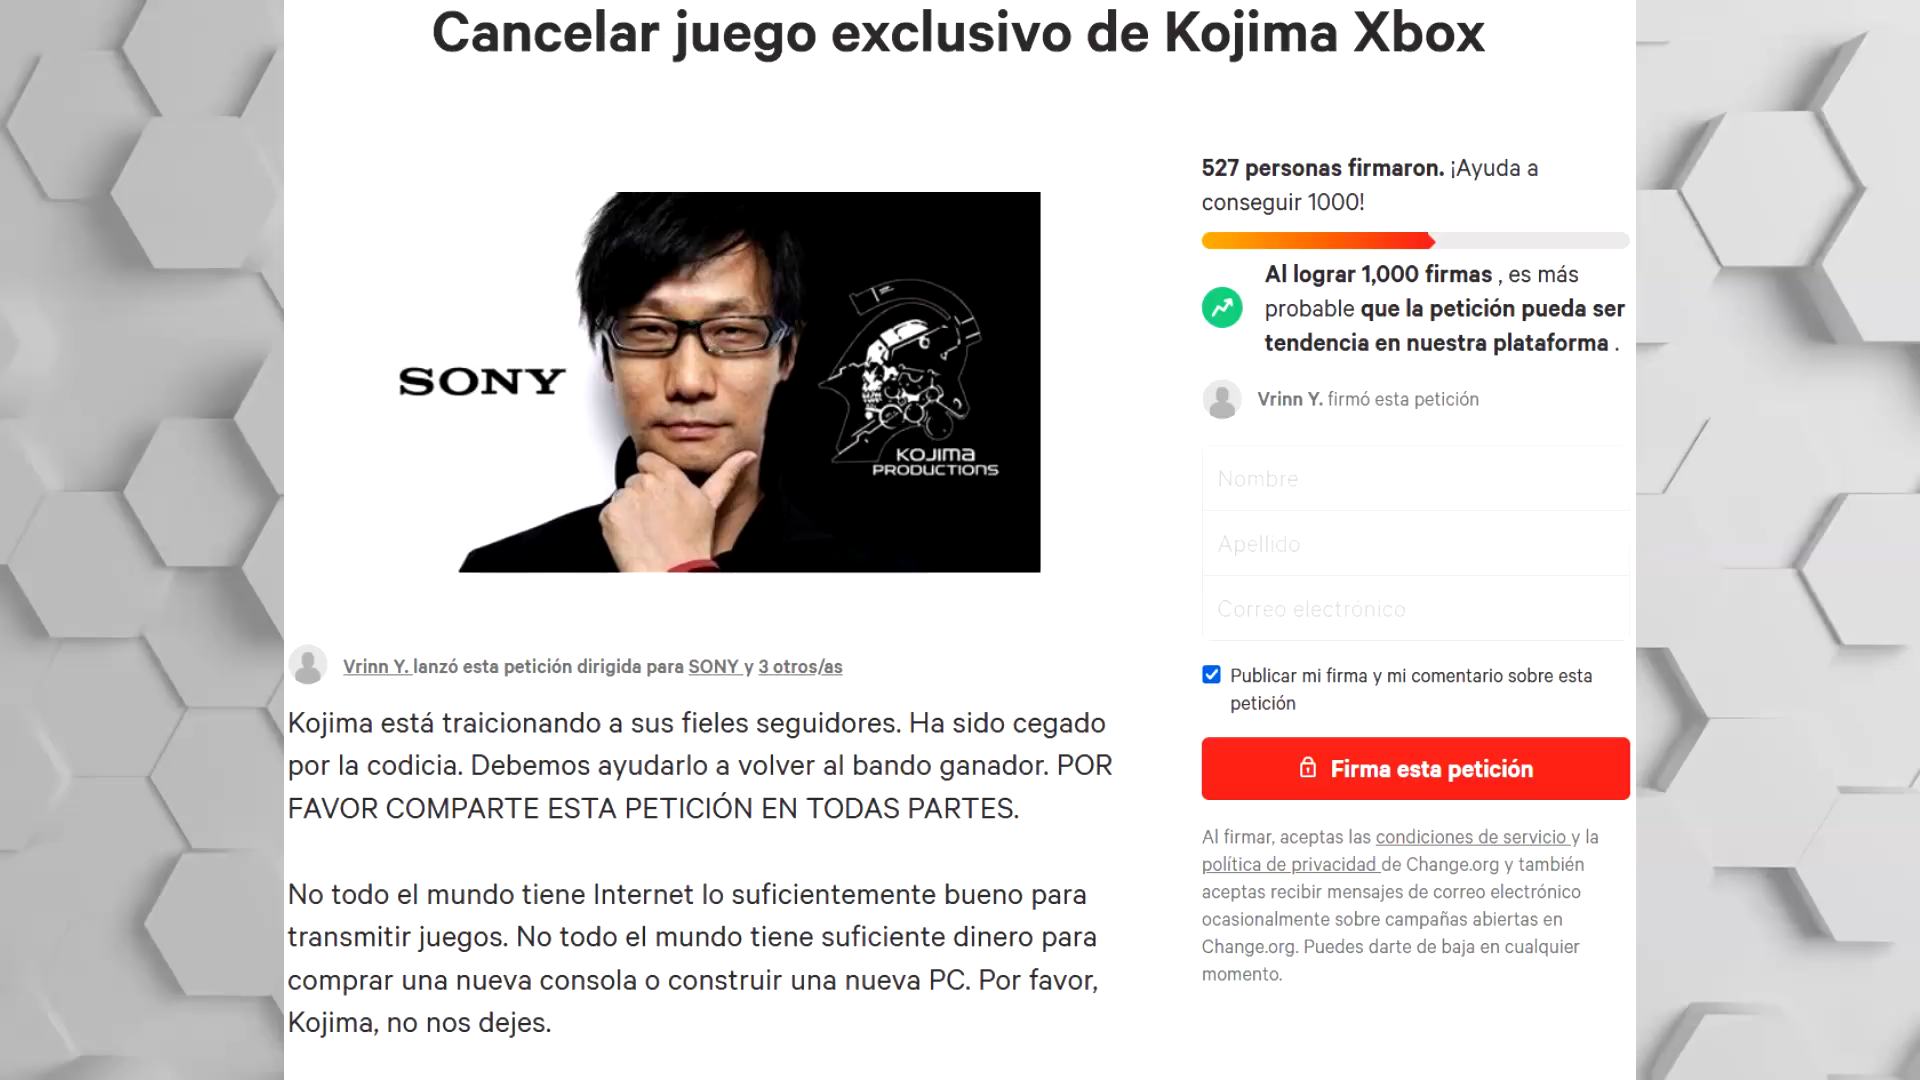 Cancelar juego exclusivo de Kojima Xbox
SONY
KOJIMA
PRODUCTIONS
Vrinn Y. lanzó esta petición dirigida para SONY y 3 otros/as
Kojima está traicionando a sus fieles seguidores. Ha sido cegado
por la codicia. Debemos ayudarlo a volver al bando ganador. POR
FAVOR COMPARTE ESTA PETICIÓN EN TODAS PARTES.
No todo el mundo tiene Internet lo suficientemente bueno para
transmitir juegos. No todo el mundo tiene suficiente dinero para
comprar una nueva consola o construir una nueva PC. Por favor,
Kojima, no nos dejes.
527 personas firmaron. ¡Ayuda a
conseguir 1000!
Al lograr 1,000 firmas , es más
probable que la petición pueda ser
tendencia en nuestra plataforma .
Vrinn Y. firmó esta petición
Nombre
Apellido
Correo electrónico
Publicar mi firma y mi comentario sobre esta
petición
Firma esta petición
Al firmar, aceptas las condiciones de servicio y la
política de privacidad de Change.org y también
aceptas recibir mensajes de correo electrónico
ocasionalmente sobre campañas abiertas en
Change.org. Puedes darte de baja en cualquier
momento.